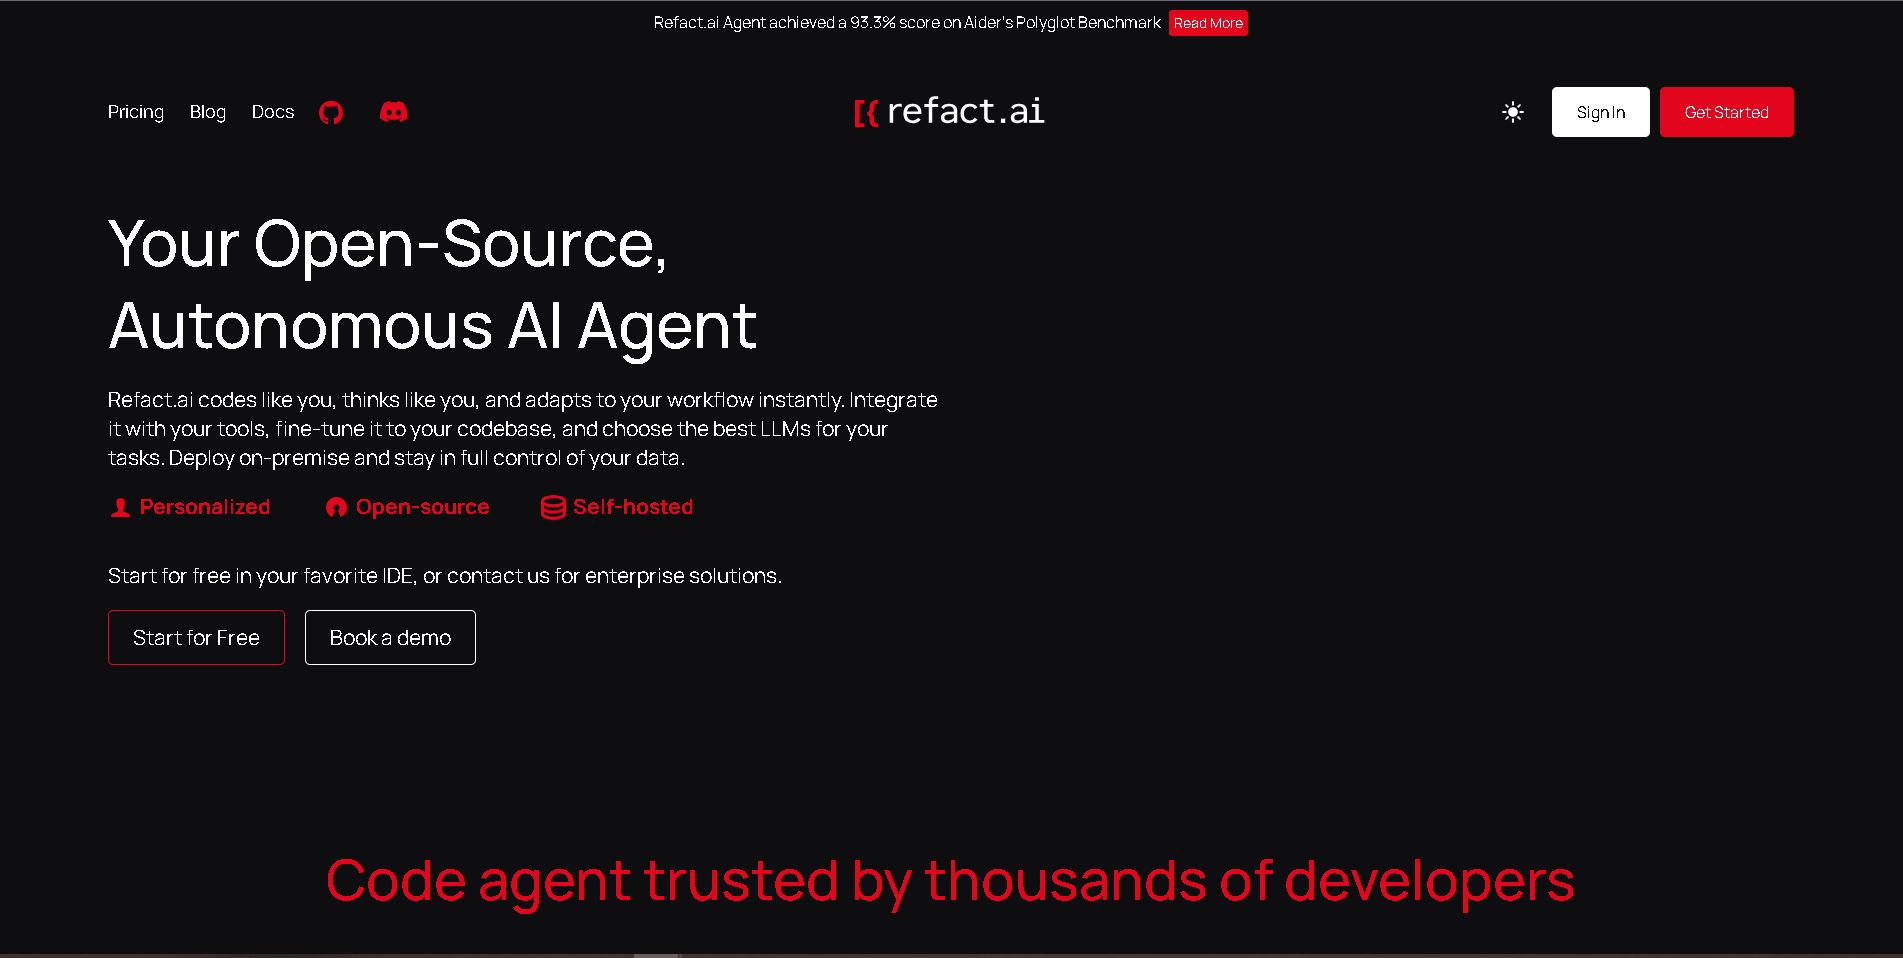 Refact.ai Agent achieved a 93.3% score on Aider's Polyglot Benchmark Read More
Pricing Blog Docs
refact.ai
Sign In Get Started
Your Open-Source,
Autonomous AI Agent
Refact.ai codes like you, thinks like you, and adapts to your workflow instantly. Integrate
it with your tools, fine-tune it to your codebase, and choose the best LLMs for your
tasks. Deploy on-premise and stay in full control of your data.
Personalized Open-source Self-hosted
Start for free in your favorite IDE, or contact us for enterprise solutions.
Start for Free Book a demo
Code agent trusted by thousands of developers